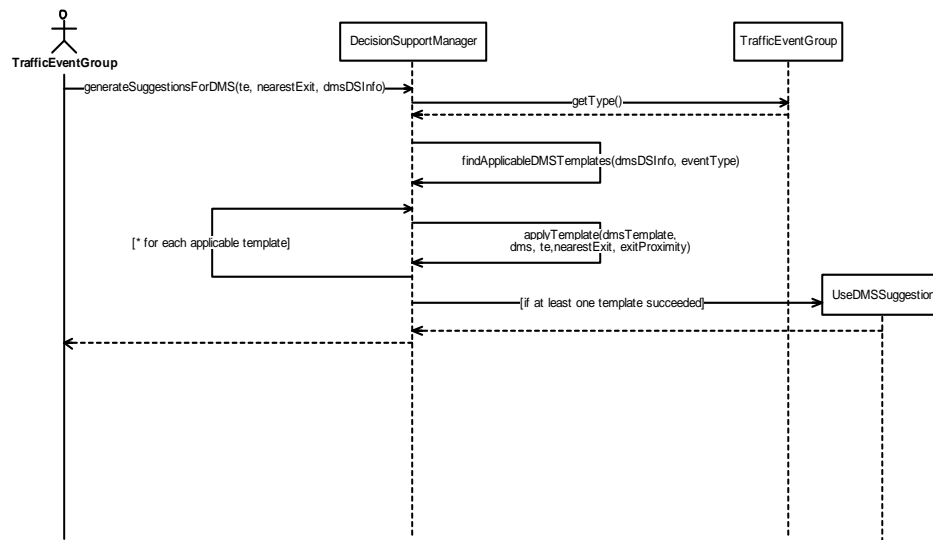 TrafficEventGroup
DecisionSupportManager
TrafficEventGroup
generateSuggestionsForDMS(te, nearestExit, dmsDSInfo)
getType()
findApplicableDMSTemplates(dmsDSInfo, eventType)
[* for each applicable template]
applyTemplate(dmsTemplate,
dms, te,nearestExit, exitProximity)
[if at least one template succeeded]
UseDMSSuggestion